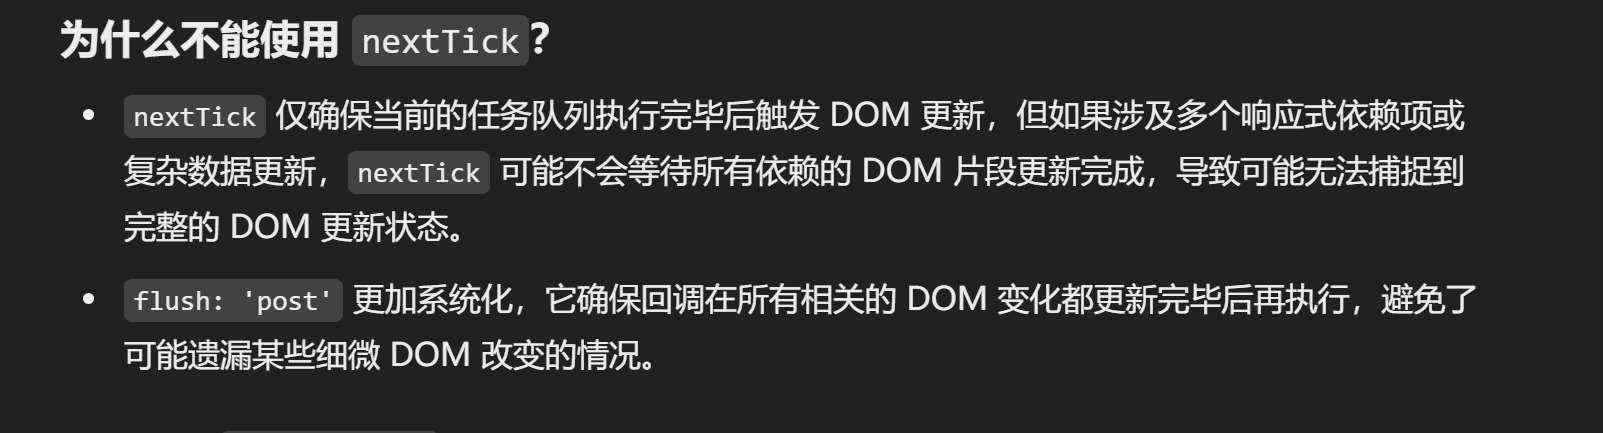 为什么不能使用 nextTick？
• nextTick 仅确保当前的任务队列执行完毕后触发 DOM 更新，但如果涉及多个响应式依赖项或
复杂数据更新，nextTick 可能不会等待所有依赖的 DOM 片段更新完成，导致可能无法捕捉到
完整的 DOM 更新状态。
• flush: 'post' 更加系统化，它确保回调在所有相关的 DOM 变化都更新完毕后再执行，避免了
可能遗漏某些细微 DOM 改变的情况。